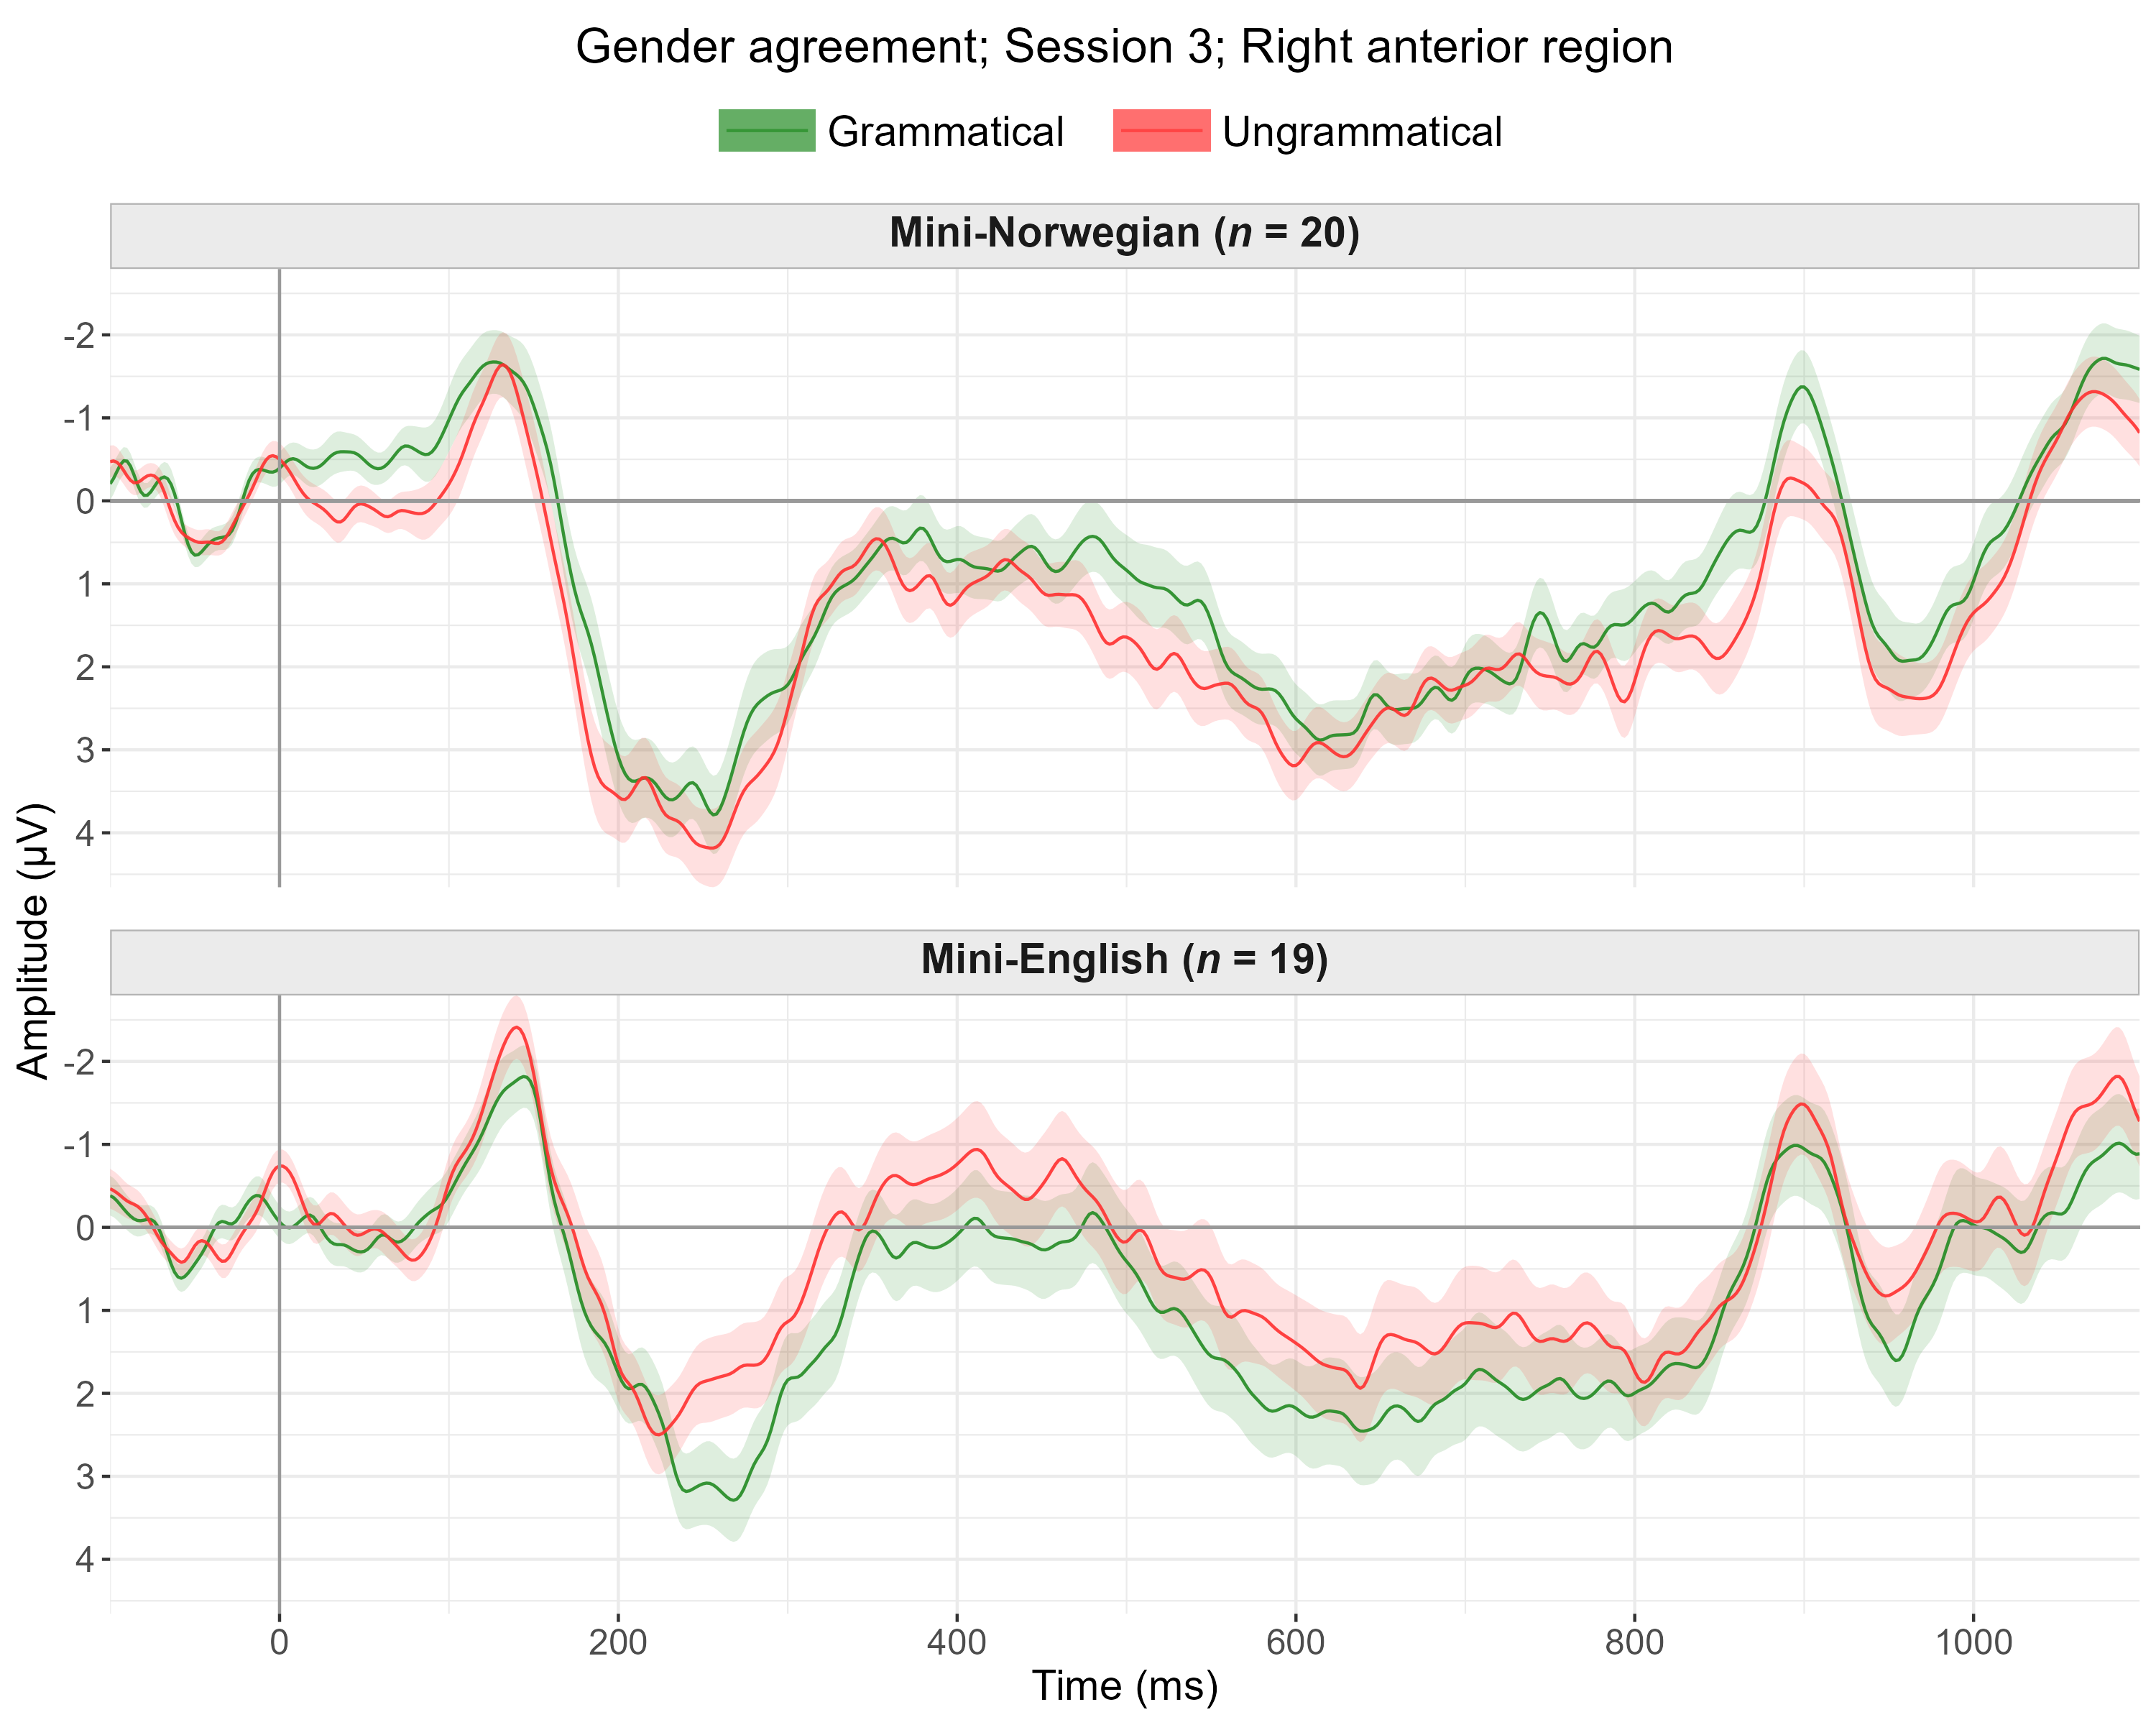 Gender agreement; Session 3; Right anterior region
Grammatical Ungrammatical
Mini-Norwegian (n = 20)
-2
-1
0
1
2
3
4
Amplitude (µV)
Mini-English (n = 19)
-2
-1
0
1
2
3
4
0 200 400 600 800 1000
Time (ms)